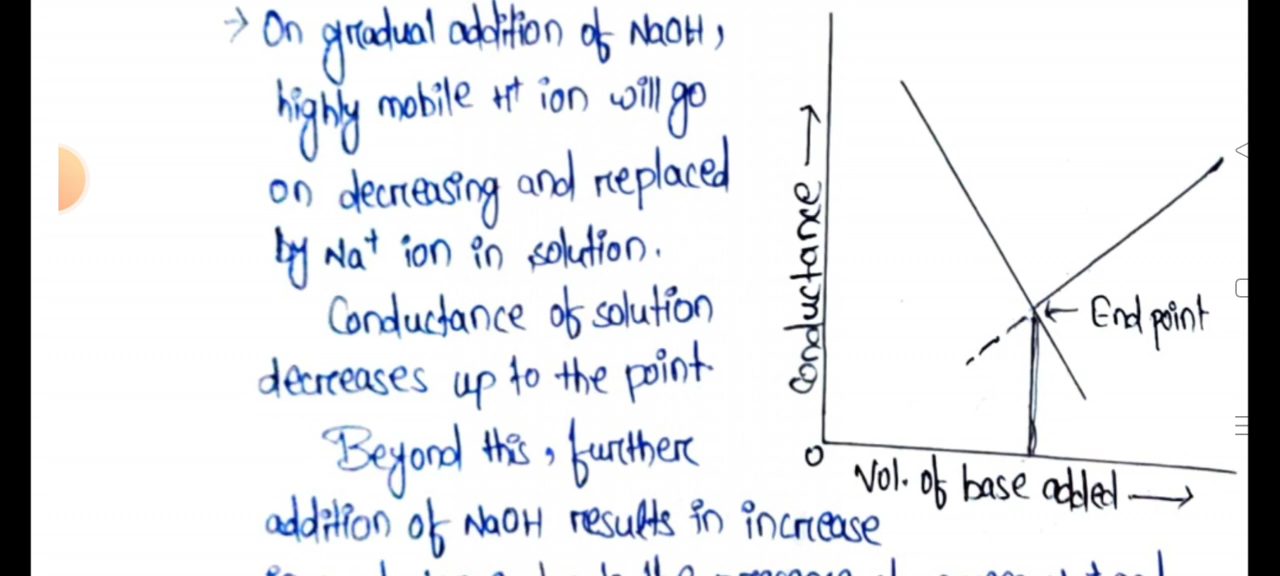 → On gradual addition of NaOH,
highly mobile H⁺ ion will go
on decreasing and replaced
by Na⁺ ion in solution.
Conductance of solution
decreases up to the point.
Beyond this, further
addition of NaOH results in increase
Conductance →
End point
O
Vol. of base added →